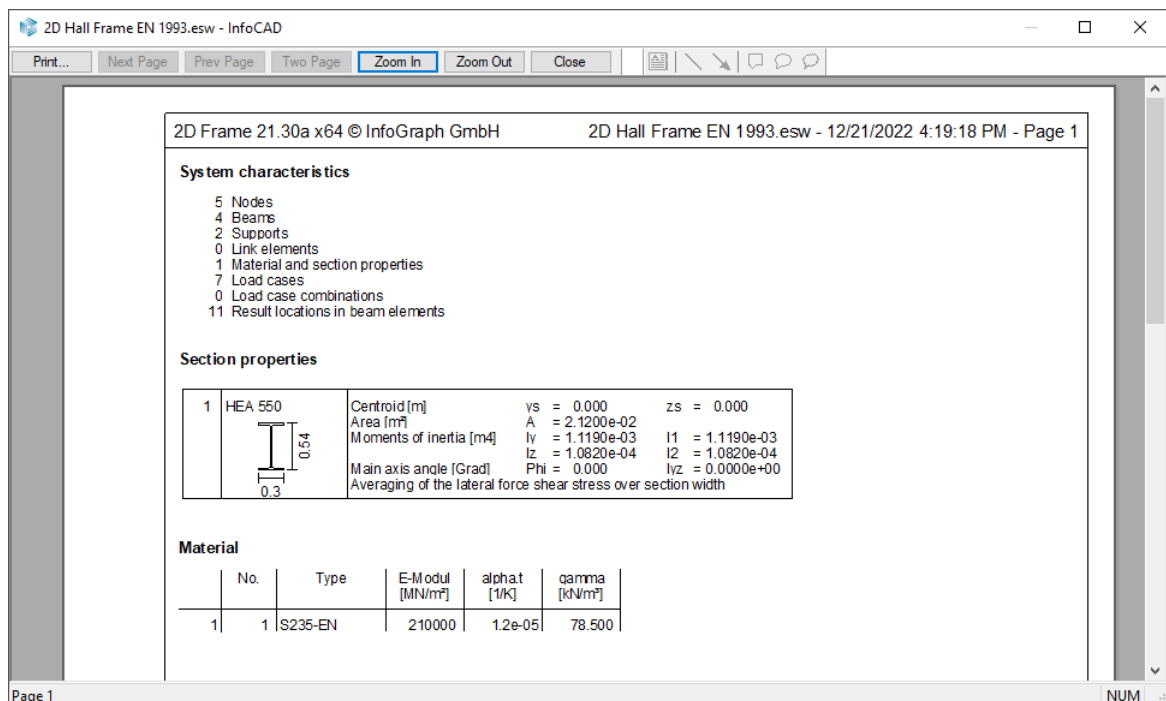 2D Hall Frame EN 1993.esw - InfoCAD
Print... Next Page Prev Page Two Page Zoom In Zoom Out Close
2D Frame 21.30a x64 © InfoGraph GmbH 2D Hall Frame EN 1993.esw - 12/21/2022 4:19:18 PM - Page 1
System characteristics
5 Nodes
4 Beams
2 Supports
0 Link elements
1 Material and section properties
7 Load cases
0 Load case combinations
11 Result locations in beam elements
Section properties
1 HEA 550 Centroid [m] ys = 0.000 zs = 0.000
Area [m²] A = 2.1200e-02
Moments of inertia [m4] Iy = 1.1190e-03 I1 = 1.1190e-03
Iz = 1.0820e-04 I2 = 1.0820e-04
Main axis angle [Grad] Phi = 0.000 Iyz = 0.0000e+00
Averaging of the lateral force shear stress over section width
0.54
0.3
Material
No. Type E-Modul alpha.t gamma
[MN/m²] [1/K] [kN/m³]
1 1 S235-EN 210000 1.2e-05 78.500
Page 1 NUM